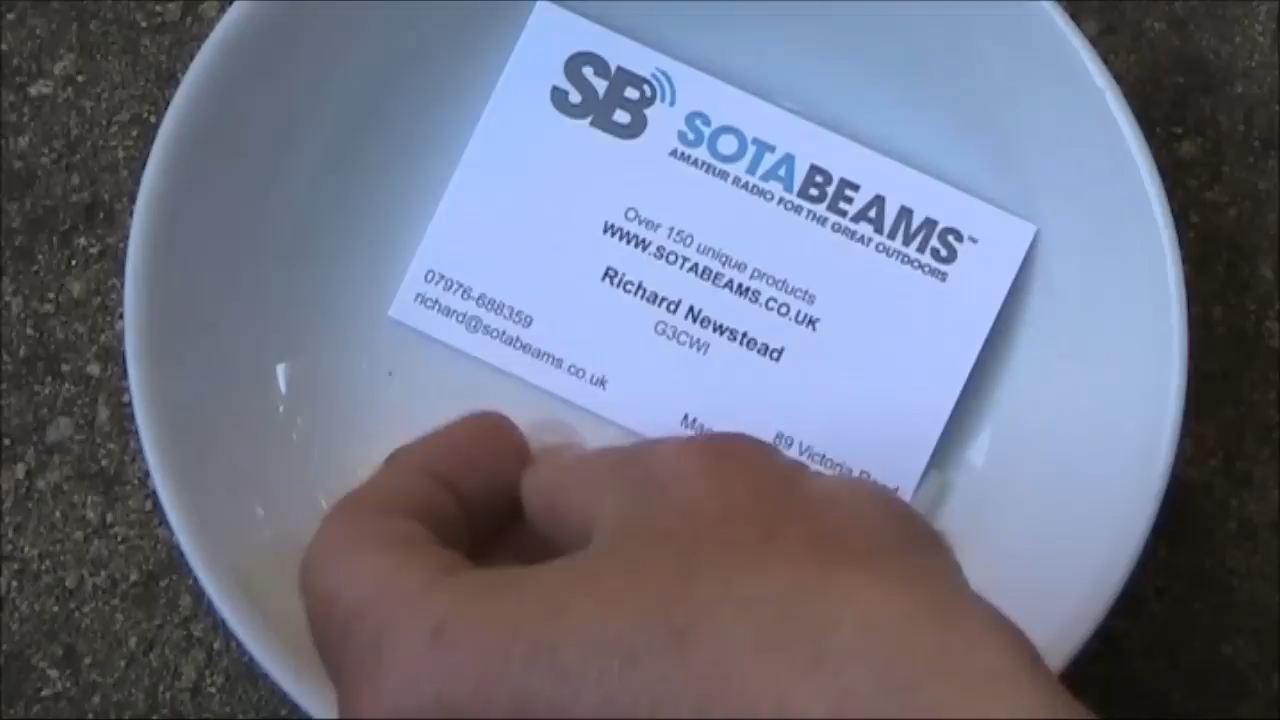 SB
SOTABEAMS™
AMATEUR RADIO FOR THE GREAT OUTDOORS
Over 150 unique products
WWW.SOTABEAMS.CO.UK
Richard Newstead
G3CWI
07976-688359
richard@sotabeams.co.uk
89 Victoria Road